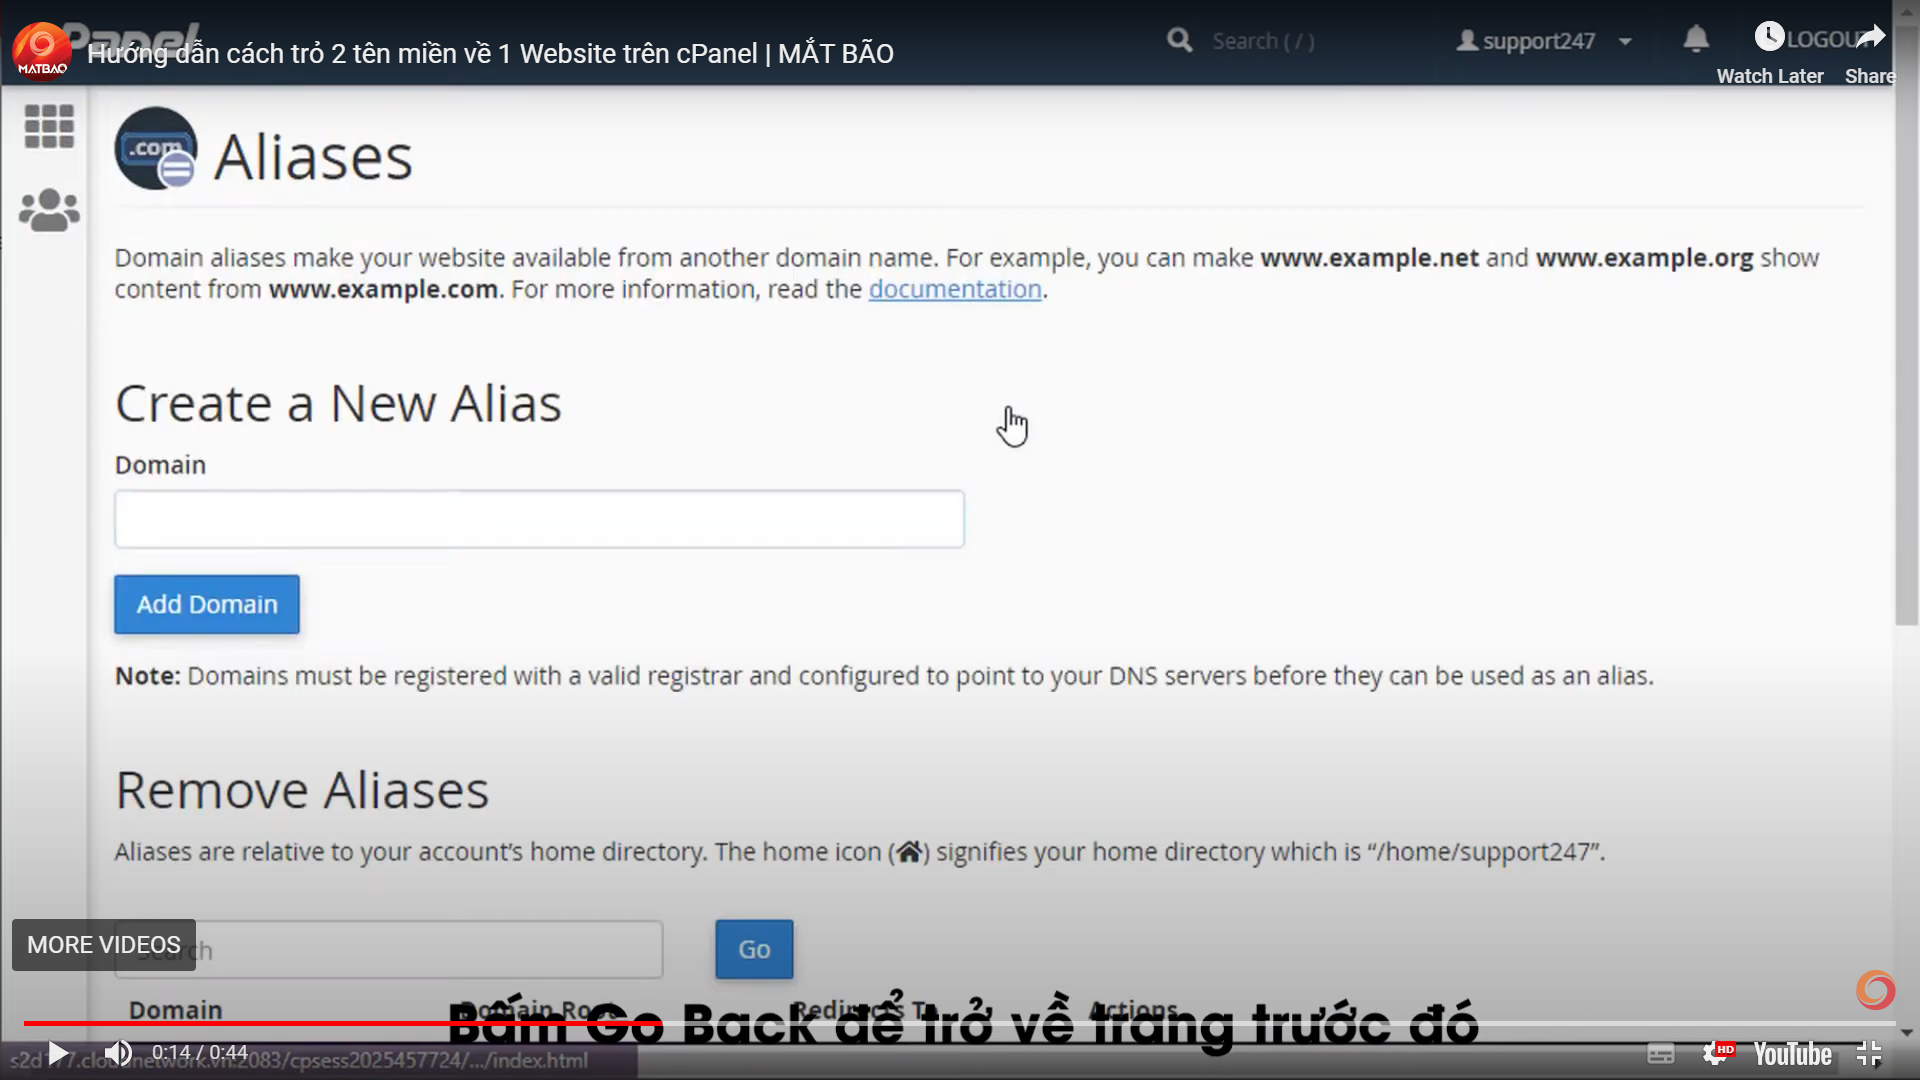 cPanel
MATBAO
Hướng dẫn cách trỏ 2 tên miền về 1 Website trên cPanel | MẮT BÃO
Search ( / )
support247
LOGOUT
Watch Later
Share
.com
Aliases
Domain aliases make your website available from another domain name. For example, you can make www.example.net and www.example.org show
content from www.example.com. For more information, read the documentation.
Create a New Alias
Domain
Add Domain
Note: Domains must be registered with a valid registrar and configured to point to your DNS servers before they can be used as an alias.
Remove Aliases
Aliases are relative to your account's home directory. The home icon ( ) signifies your home directory which is “/home/support247”.
MORE VIDEOS
Search
Go
Domain
Domain Root
Redirects To
Actions
Bấm Go Back để trở về trang trước đó
0:14 / 0:44
/cpsess2025457724/.../index.html
HD
YouTube